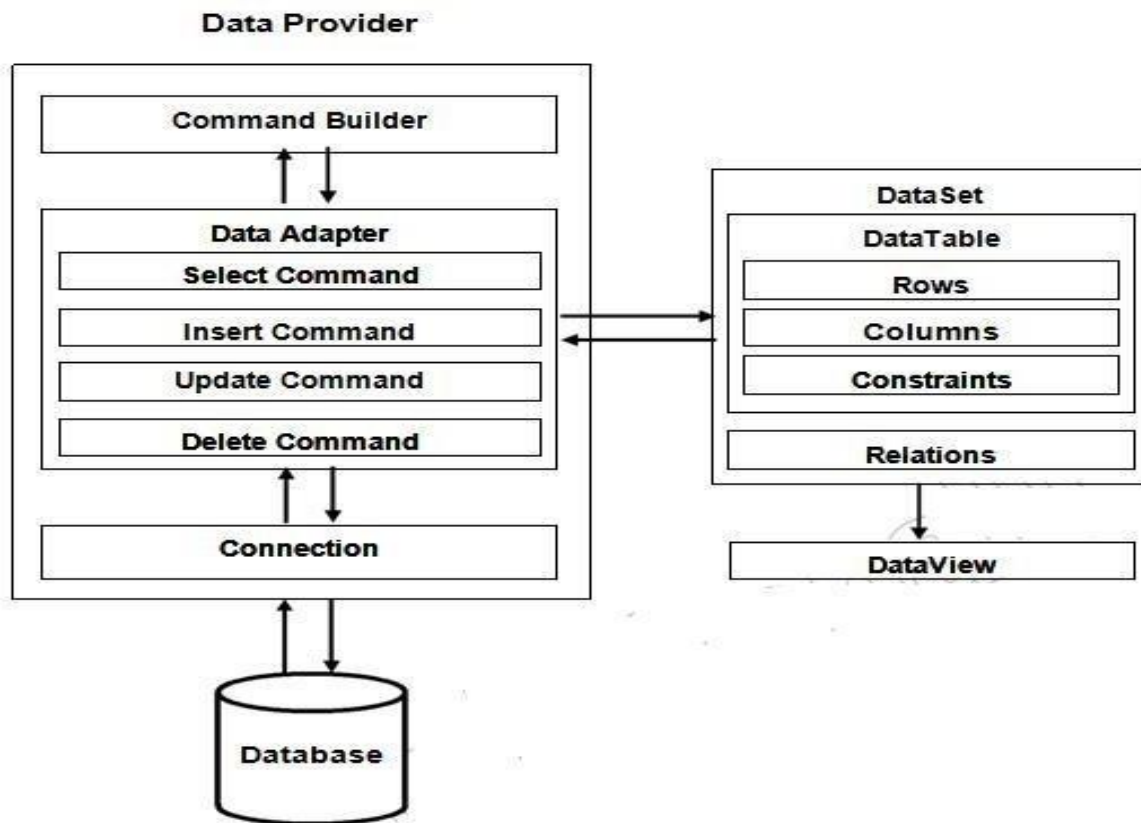 Data Provider
Command Builder
Data Adapter
Select Command
Insert Command
Update Command
Delete Command
Connection
Database
DataSet
DataTable
Rows
Columns
Constraints
Relations
DataView